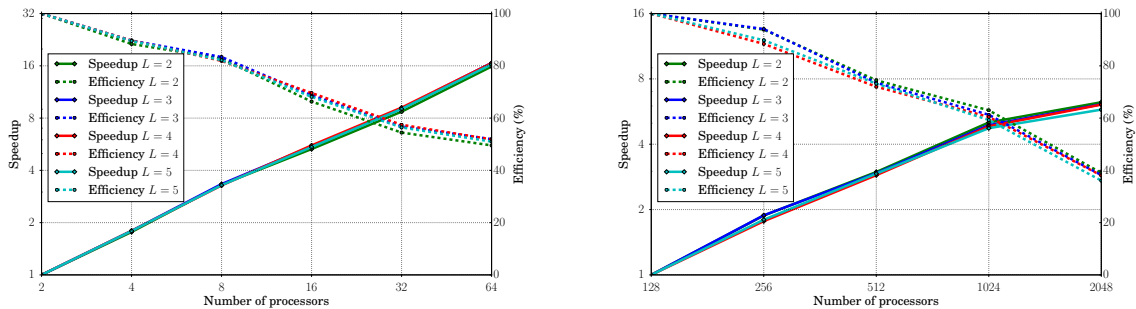 32
16
8
4
2
1
Speedup
100
80
60
40
20
0
Efficiency (%)
Speedup L = 2
Efficiency L = 2
Speedup L = 3
Efficiency L = 3
Speedup L = 4
Efficiency L = 4
Speedup L = 5
Efficiency L = 5
2 4 8 16 32 64
Number of processors
16
8
4
2
1
Speedup
100
80
60
40
20
0
Efficiency (%)
Speedup L = 2
Efficiency L = 2
Speedup L = 3
Efficiency L = 3
Speedup L = 4
Efficiency L = 4
Speedup L = 5
Efficiency L = 5
128 256 512 1024 2048
Number of processors